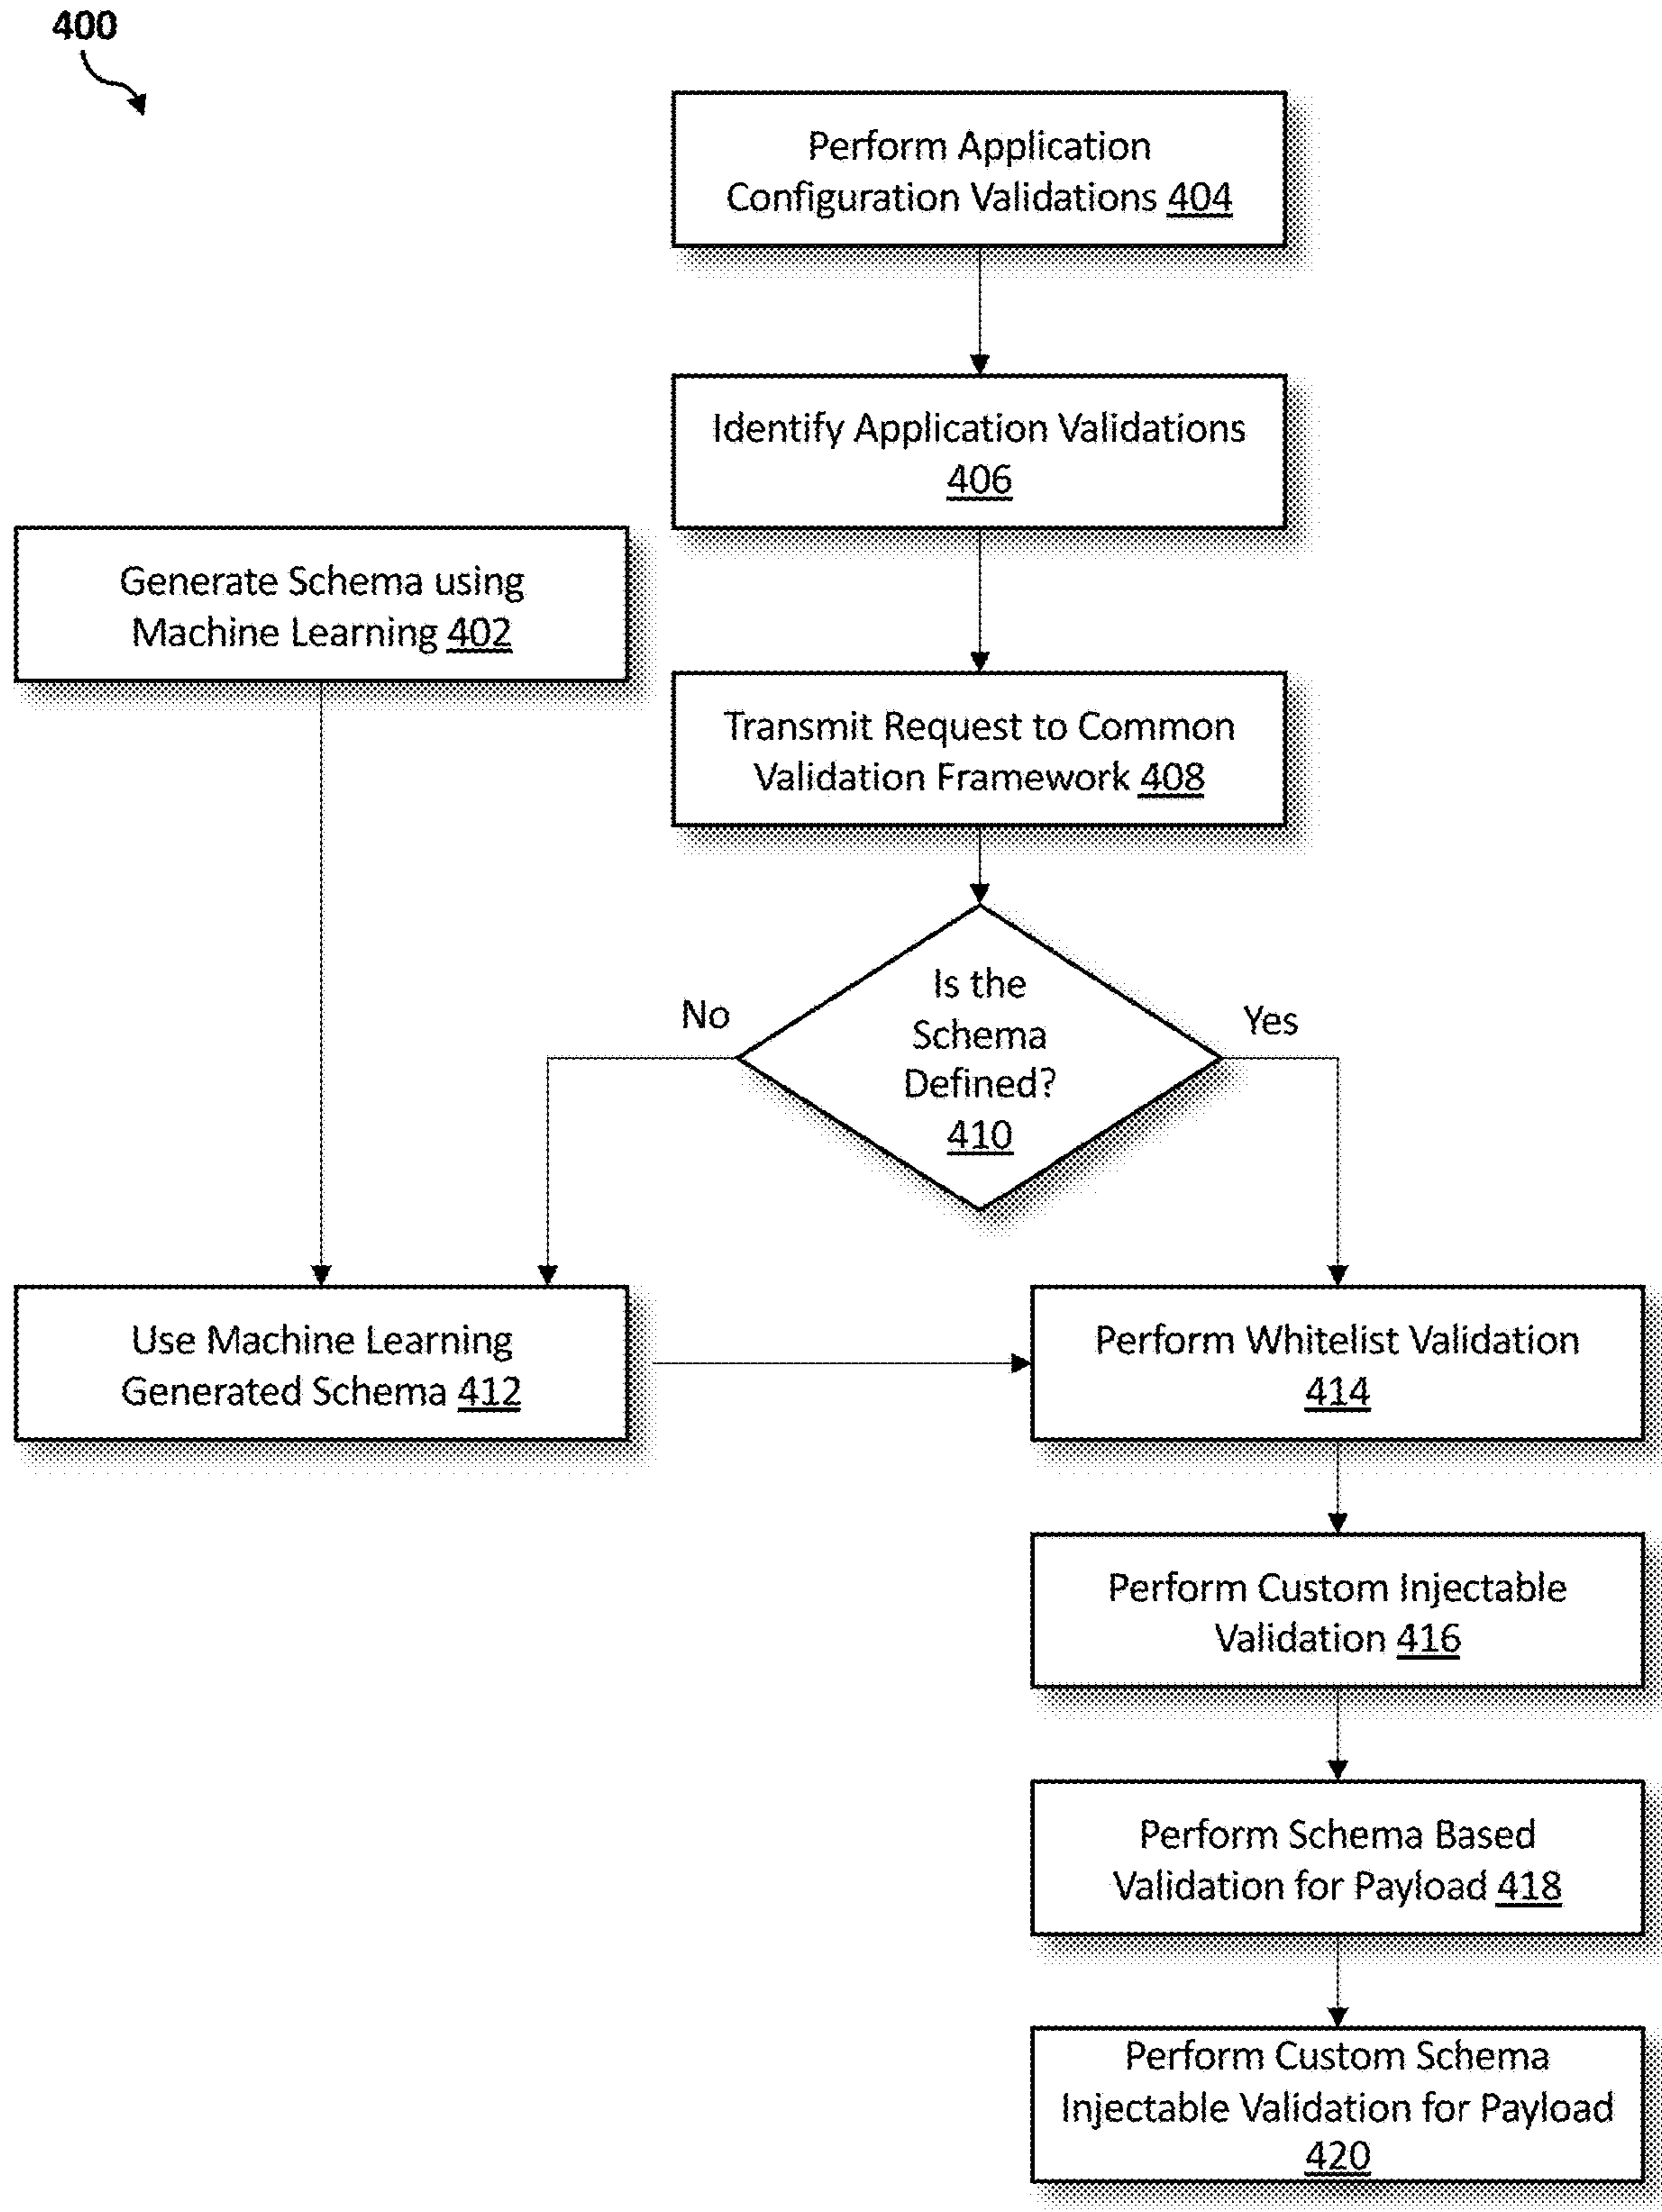 400
Perform Application
Configuration Validations 404
Identify Application Validations
406
Generate Schema using
Machine Learning 402
Transmit Request to Common
Validation Framework 408
Is the
Schema
Defined?
410
No
Yes
Use Machine Learning
Generated Schema 412
Perform Whitelist Validation
414
Perform Custom Injectable
Validation 416
Perform Schema Based
Validation for Payload 418
Perform Custom Schema
Injectable Validation for Payload
420